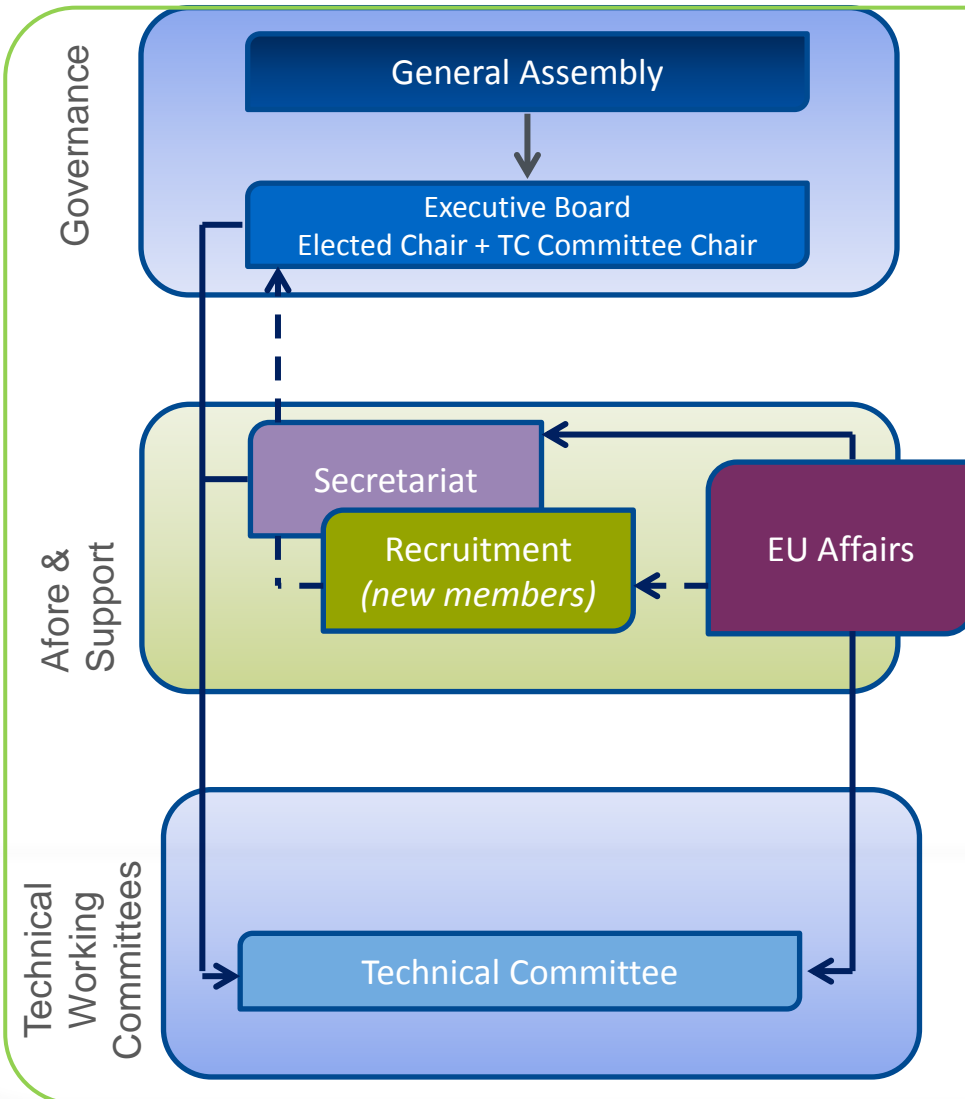 Governance
General Assembly
Executive Board
Elected Chair + TC Committee Chair
Afore &
Support
Secretariat
Recruitment
(new members)
EU Affairs
Technical
Working
Committees
Technical Committee